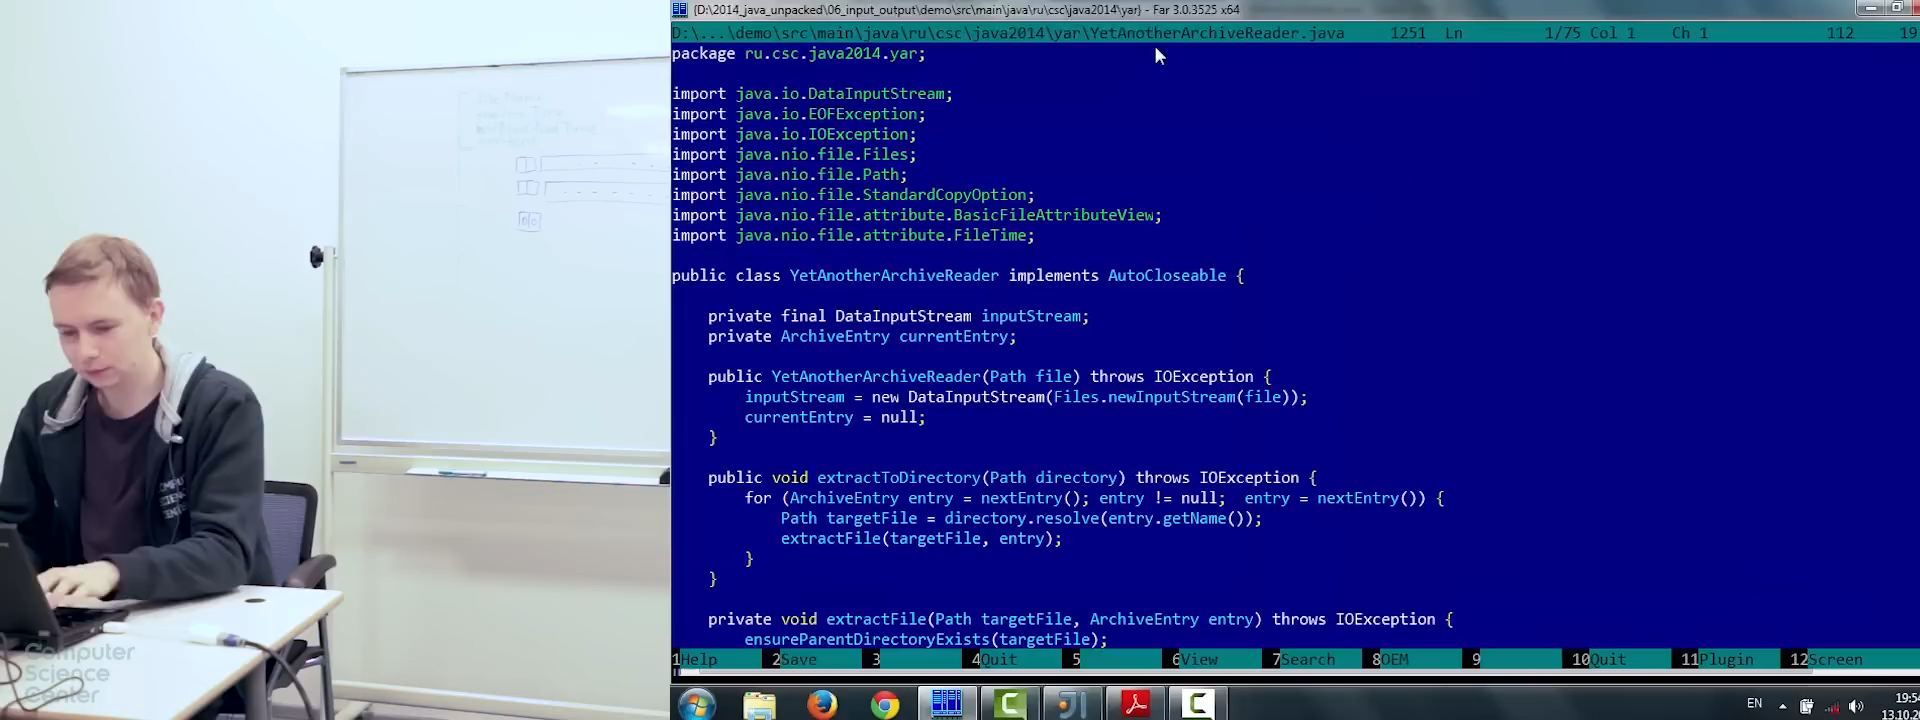 {D:\2014_java_unpacked\06_input_output\demo\src\main\java\ru\csc\java2014\yar} - Far 3.0.3525 x64
D:\...\demo\src\main\java\ru\csc\java2014\yar\YetAnotherArchiveReader.java 1251 Ln 1/75 Col 1 Ch 1 112 19
package ru.csc.java2014.yar;
import java.io.DataInputStream;
import java.io.EOFException;
import java.io.IOException;
import java.nio.file.Files;
import java.nio.file.Path;
import java.nio.file.StandardCopyOption;
import java.nio.file.attribute.BasicFileAttributeView;
import java.nio.file.attribute.FileTime;
public class YetAnotherArchiveReader implements AutoCloseable {
private final DataInputStream inputStream;
private ArchiveEntry currentEntry;
public YetAnotherArchiveReader(Path file) throws IOException {
inputStream = new DataInputStream(Files.newInputStream(file));
currentEntry = null;
}
public void extractToDirectory(Path directory) throws IOException {
for (ArchiveEntry entry = nextEntry(); entry != null;  entry = nextEntry()) {
Path targetFile = directory.resolve(entry.getName());
extractFile(targetFile, entry);
}
}
private void extractFile(Path targetFile, ArchiveEntry entry) throws IOException {
ensureParentDirectoryExists(targetFile);
1Help 2Save 3 4Quit 5 6View 7Search 8OEM 9 10Quit 11Plugin 12Screen
EN 19:54
13.10.20
Computer
Science
Center